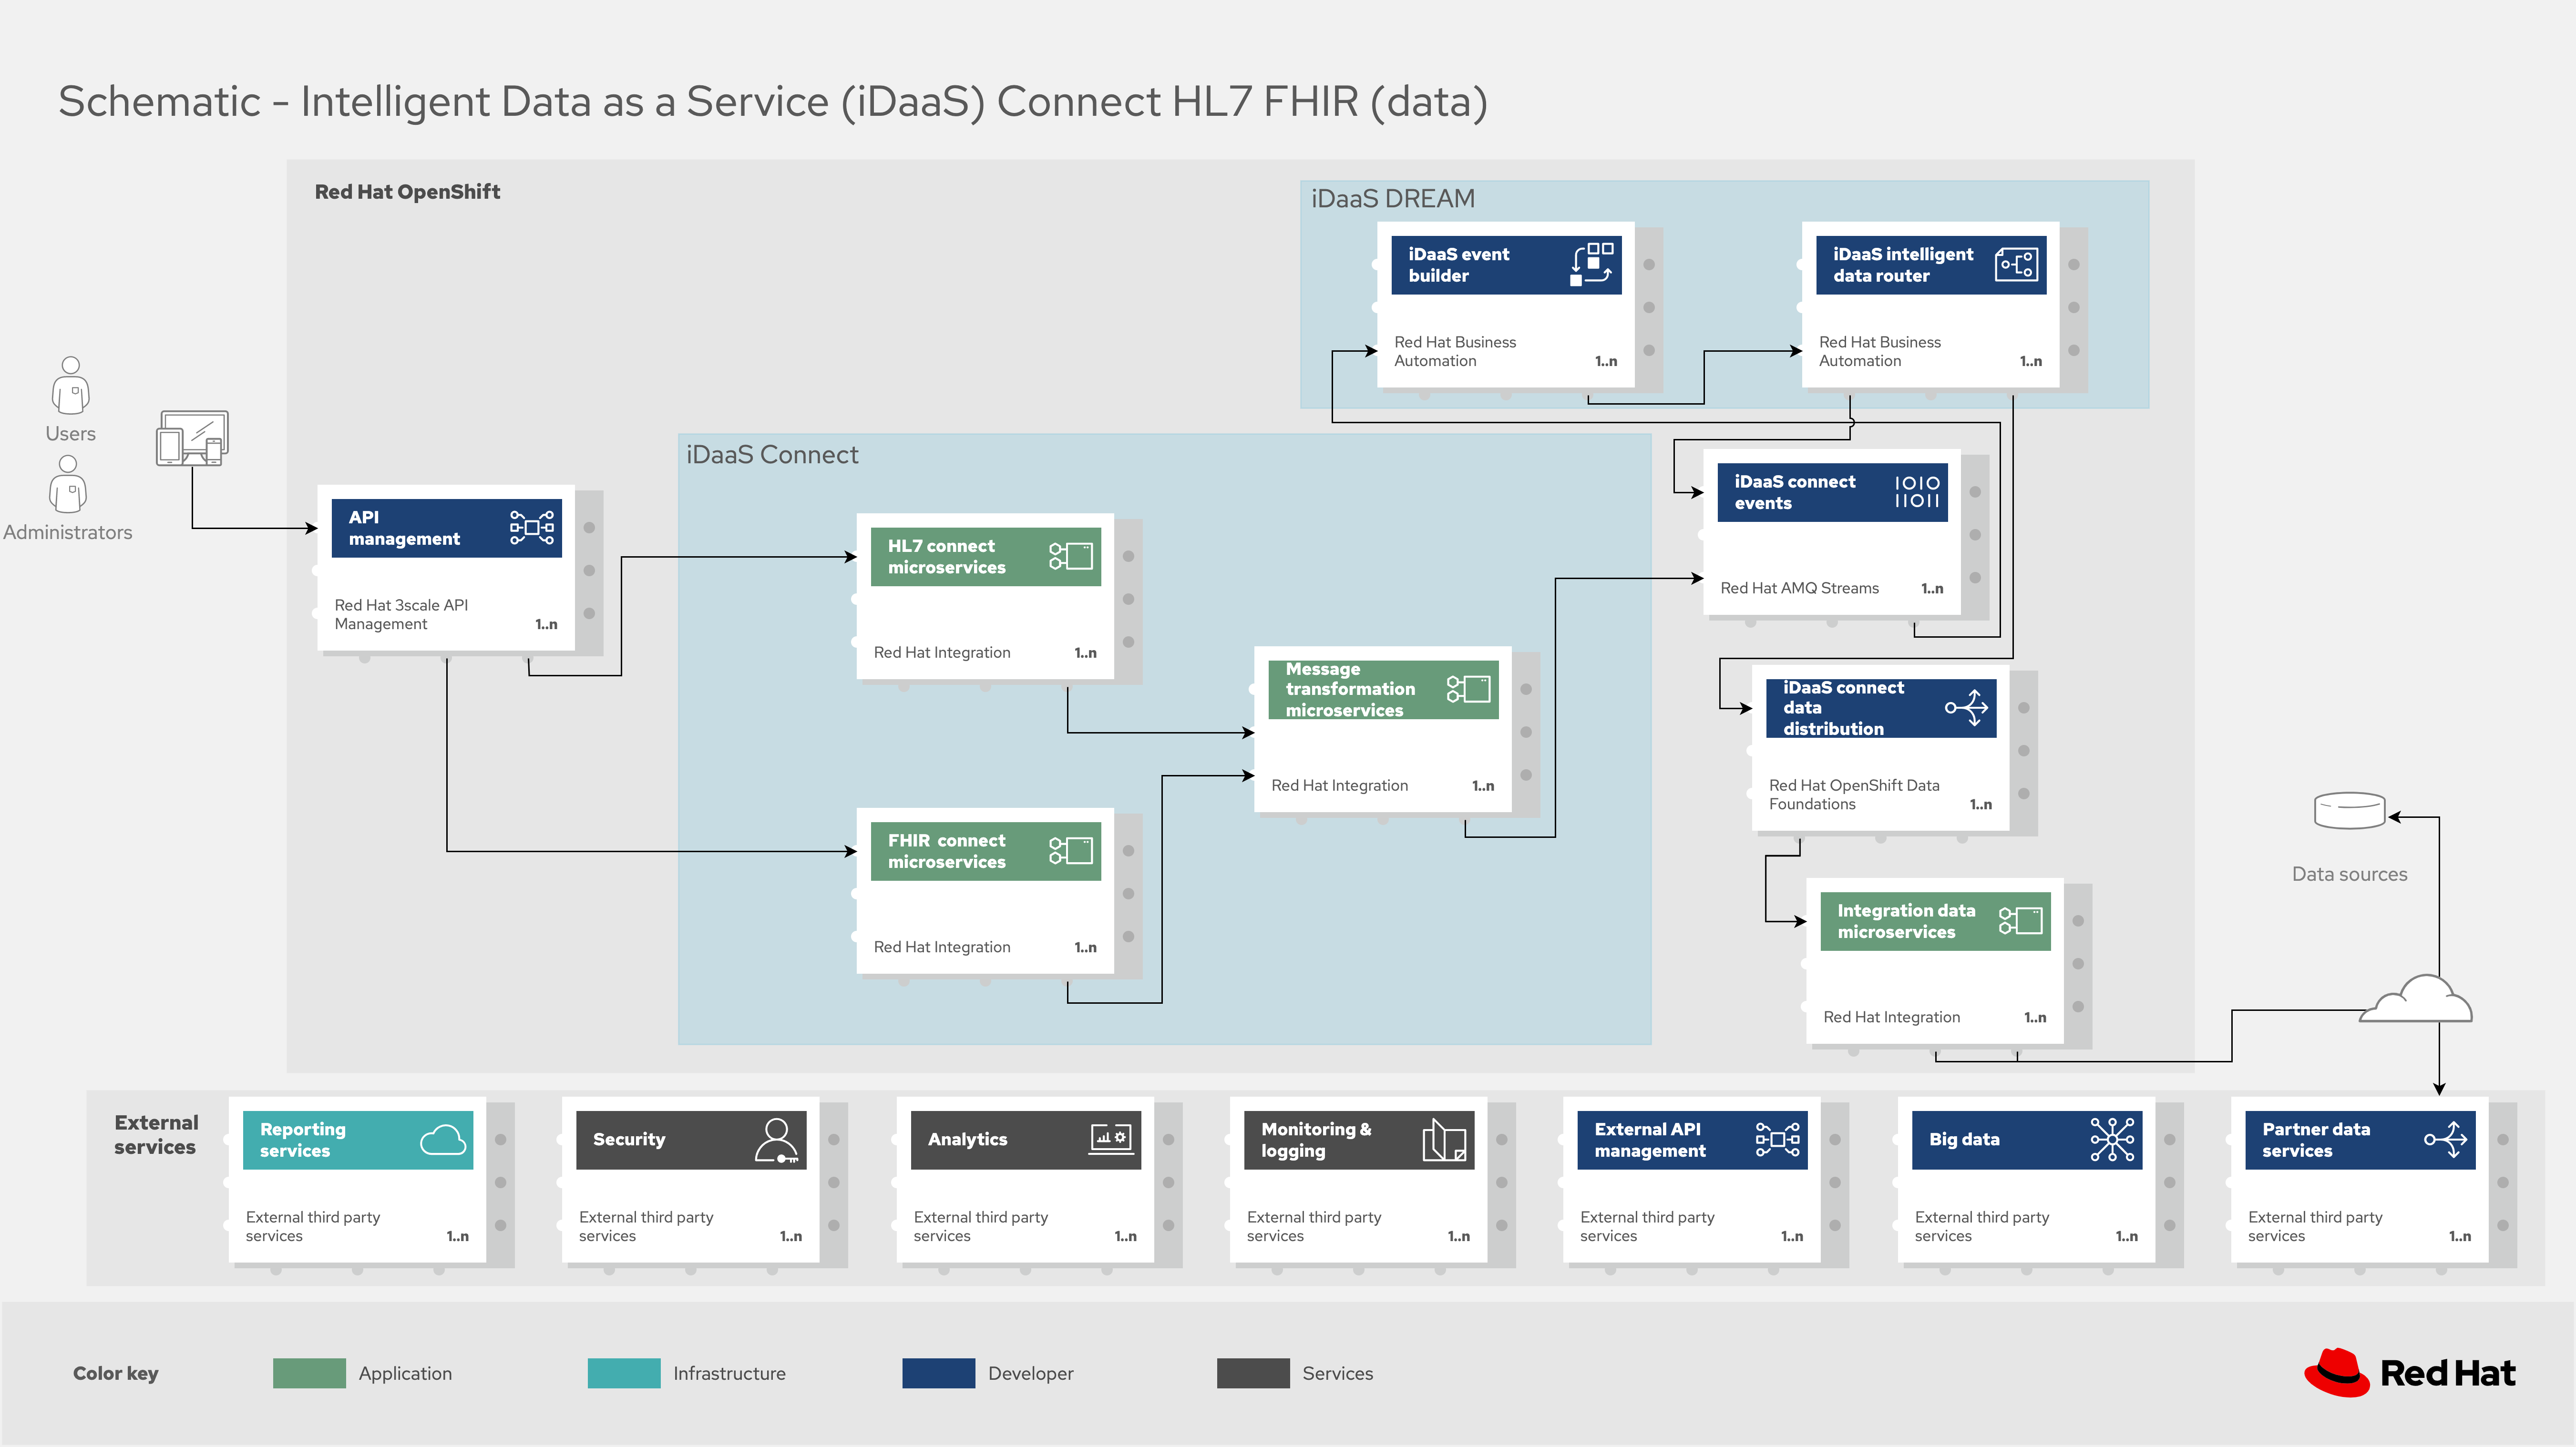 Schematic - Intelligent Data as a Service (iDaaS) Connect HL7 FHIR (data)
Red Hat OpenShift
iDaaS DREAM
iDaaS event
builder
Red Hat Business
Automation
1..n
iDaaS intelligent
data router
Red Hat Business
Automation
1..n
Users
Administrators
API
management
Red Hat 3scale API
Management
1..n
iDaaS Connect
HL7 connect
microservices
Red Hat Integration
1..n
FHIR connect
microservices
Red Hat Integration
1..n
Message
transformation
microservices
Red Hat Integration
1..n
iDaaS connect
events
IOIO
IIOII
Red Hat AMQ Streams
1..n
iDaaS connect
data
distribution
Red Hat OpenShift Data
Foundations
1..n
Integration data
microservices
Red Hat Integration
1..n
Data sources
External
services
Reporting
services
External third party
services
1..n
Security
External third party
services
1..n
Analytics
External third party
services
1..n
Monitoring &
logging
External third party
services
1..n
External API
management
External third party
services
1..n
Big data
External third party
services
1..n
Partner data
services
External third party
services
1..n
Color key
Application
Infrastructure
Developer
Services
Red Hat